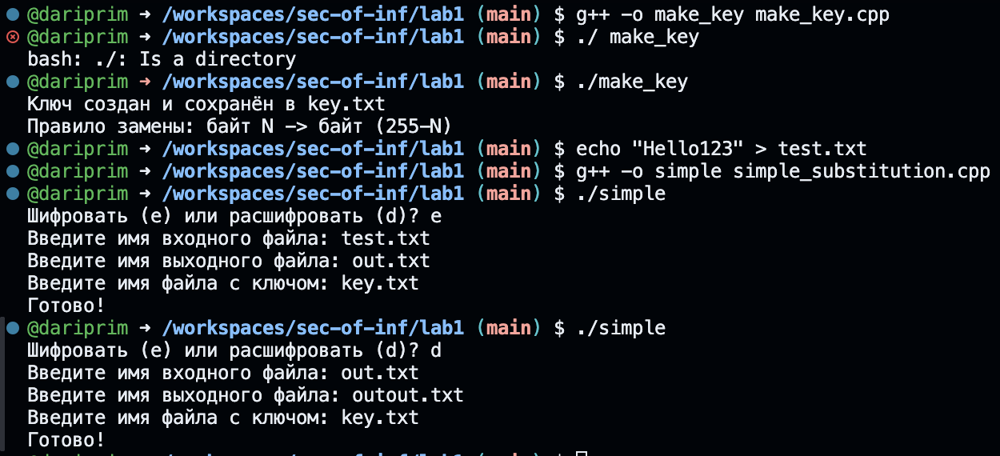 @dariprim → /workspaces/sec-of-inf/lab1 (main) $ g++ -o make_key make_key.cpp
@dariprim → /workspaces/sec-of-inf/lab1 (main) $ ./ make_key
bash: ./: Is a directory
@dariprim → /workspaces/sec-of-inf/lab1 (main) $ ./make_key
Ключ создан и сохранён в key.txt
Правило замены: байт N -> байт (255-N)
@dariprim → /workspaces/sec-of-inf/lab1 (main) $ echo "Hello123" > test.txt
@dariprim → /workspaces/sec-of-inf/lab1 (main) $ g++ -o simple simple_substitution.cpp
@dariprim → /workspaces/sec-of-inf/lab1 (main) $ ./simple
Шифровать (e) или расшифровать (d)? e
Введите имя входного файла: test.txt
Введите имя выходного файла: out.txt
Введите имя файла с ключом: key.txt
Готово!
@dariprim → /workspaces/sec-of-inf/lab1 (main) $ ./simple
Шифровать (e) или расшифровать (d)? d
Введите имя входного файла: out.txt
Введите имя выходного файла: outout.txt
Введите имя файла с ключом: key.txt
Готово!